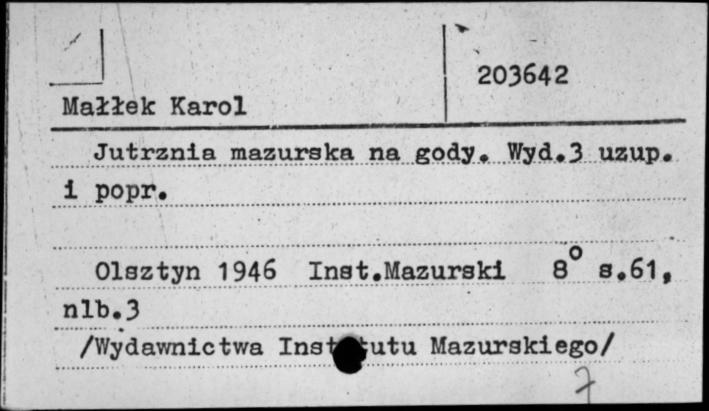 203642
Małłek Karol
Jutrznia mazurska na gody. Wyd.3 uzup.
i popr.
Olsztyn 1946 Inst.Mazurski 8° s.61,
nlb.3
/Wydawnictwa Instytutu Mazurskiego/
7